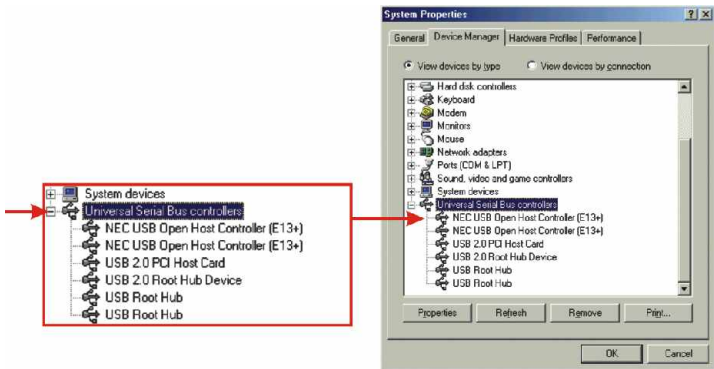 System devices
Universal Serial Bus controllers
NEC USB Open Host Controller (E13+)
NEC USB Open Host Controller (E13+)
USB 2.0 PCI Host Card
USB 2.0 Root Hub Device
USB Root Hub
USB Root Hub
System Properties
General Device Manager Hardware Profiles Performance
View devices by type View devices by connection
Hard disk controllers
Keyboard
Modem
Monitors
Mouse
Network adapters
Ports (COM & LPT)
Sound, video and game controllers
System devices
Universal Serial Bus controllers
NEC USB Open Host Controller (E13+)
NEC USB Open Host Controller (E13+)
USB 2.0 PCI Host Card
USB 2.0 Root Hub Device
USB Root Hub
USB Root Hub
Properties Refresh Remove Print...
OK Cancel